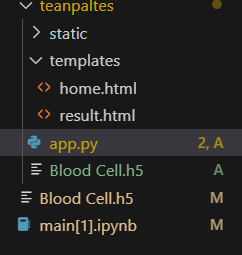 teanpaltes
static
templates
<> home.html
<> result.html
app.py 2, A
Blood Cell.h5 A
Blood Cell.h5 M
main[1].ipynb M